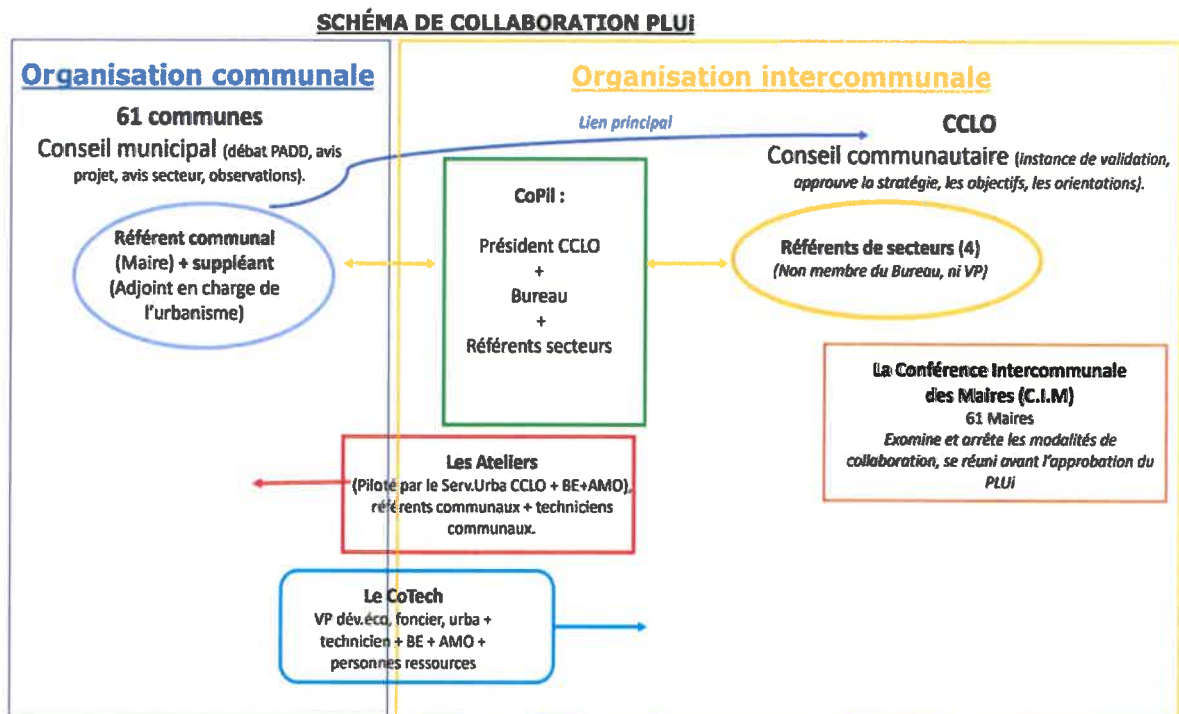 SCHÉMA DE COLLABORATION PLUi
Organisation communale
61 communes
Conseil municipal (débat PADD, avis
projet, avis secteur, observations).
Référent communal
(Maire) + suppléant
(Adjoint en charge de
l'urbanisme)
Organisation intercommunale
Lien principal
CCLO
Conseil communautaire (instance de validation,
approuve la stratégie, les objectifs, les orientations).
CoPil :
Président CCLO
+
Bureau
+
Référents secteurs
Référents de secteurs (4)
(Non membre du Bureau, ni VP)
La Conférence Intercommunale
des Maires (C.I.M)
61 Maires
Examine et arrête les modalités de
collaboration, se réuni avant l'approbation du
PLUi
Les Ateliers
(Piloté par le Serv.Urba CCLO + BE+AMO),
référents communaux + techniciens
communaux.
Le CoTech
VP dév.éco, foncier, urba +
technicien + BE + AMO +
personnes ressources